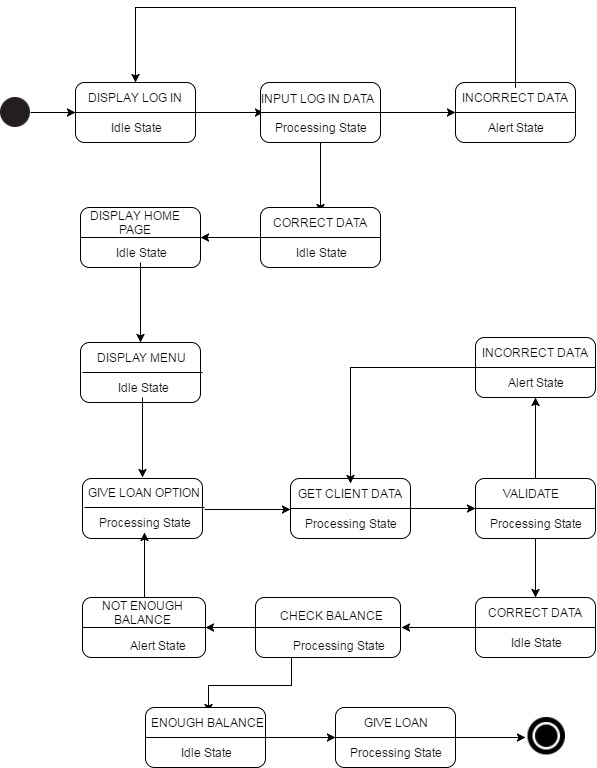 DISPLAY LOG IN
Idle State
INPUT LOG IN DATA
Processing State
INCORRECT DATA
Alert State
DISPLAY HOME
PAGE
Idle State
CORRECT DATA
Idle State
DISPLAY MENU
Idle State
INCORRECT DATA
Alert State
GIVE LOAN OPTION
Processing State
GET CLIENT DATA
Processing State
VALIDATE
Processing State
NOT ENOUGH
BALANCE
Alert State
CHECK BALANCE
Processing State
CORRECT DATA
Idle State
ENOUGH BALANCE
Idle State
GIVE LOAN
Processing State